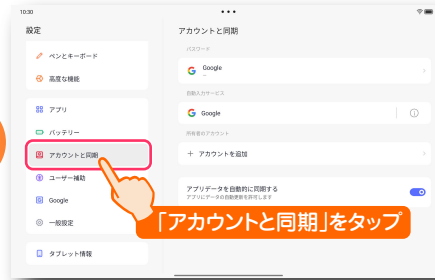 10:30
設定
ペンとキーボード
高度な機能
アプリ
バッテリー
アカウントと同期
ユーザー補助
Google
一般設定
タブレット情報
アカウントと同期
パスワード
Google
--
自動入力サービス
Google
所有者のアカウント
+ アカウントを追加
アプリデータを自動的に同期する
アプリにデータの自動更新を許可します
「アカウントと同期」をタップ